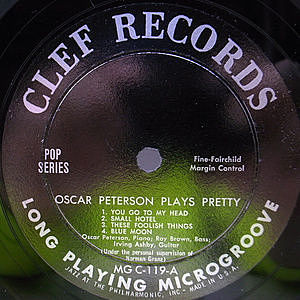 CLEF RECORDS
POP
SERIES
Fine-Fairchild
Margin Control
OSCAR PETERSON PLAYS PRETTY
1. YOU GO TO MY HEAD
2. SMALL HOTEL
3. THESE FOOLISH THINGS
4. BLUE MOON
Oscar Peterson, Piano; Ray Brown, Bass;
Irving Ashby, Guitar
(Under the personal supervision of
Norman Granz)
MG C-119-A
LONG PLAYING MICROGROOVE
JAZZ AT THE PHILHARMONIC, INC. - MADE IN U.S.A.